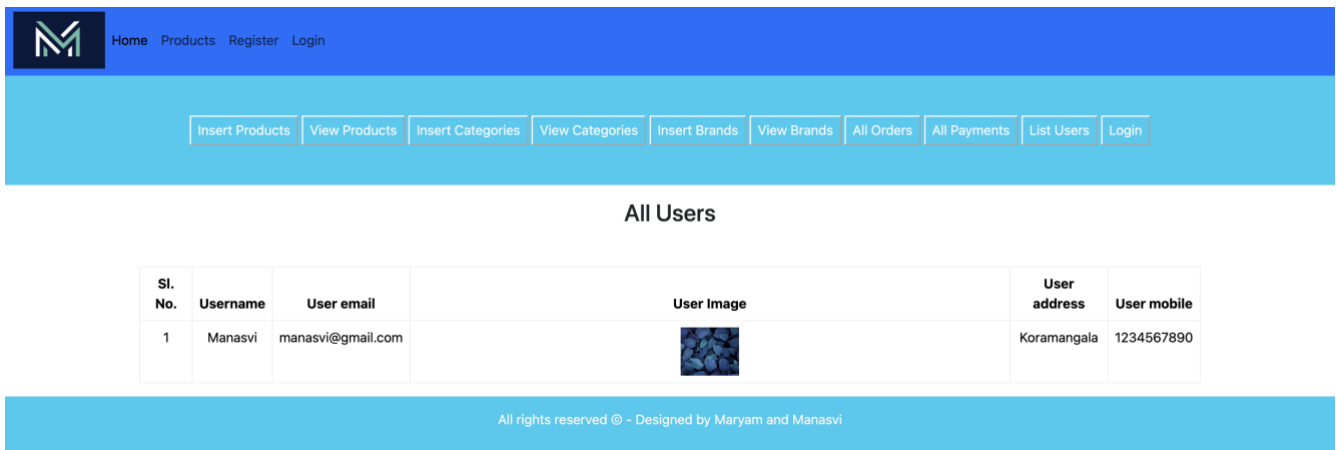 Home Products Register Login
Insert Products View Products Insert Categories View Categories Insert Brands View Brands All Orders All Payments List Users Login
All Users
Sl. No. Username User email User Image User address User mobile
1 Manasvi manasvi@gmail.com Koramangala 1234567890
All rights reserved © - Designed by Maryam and Manasvi